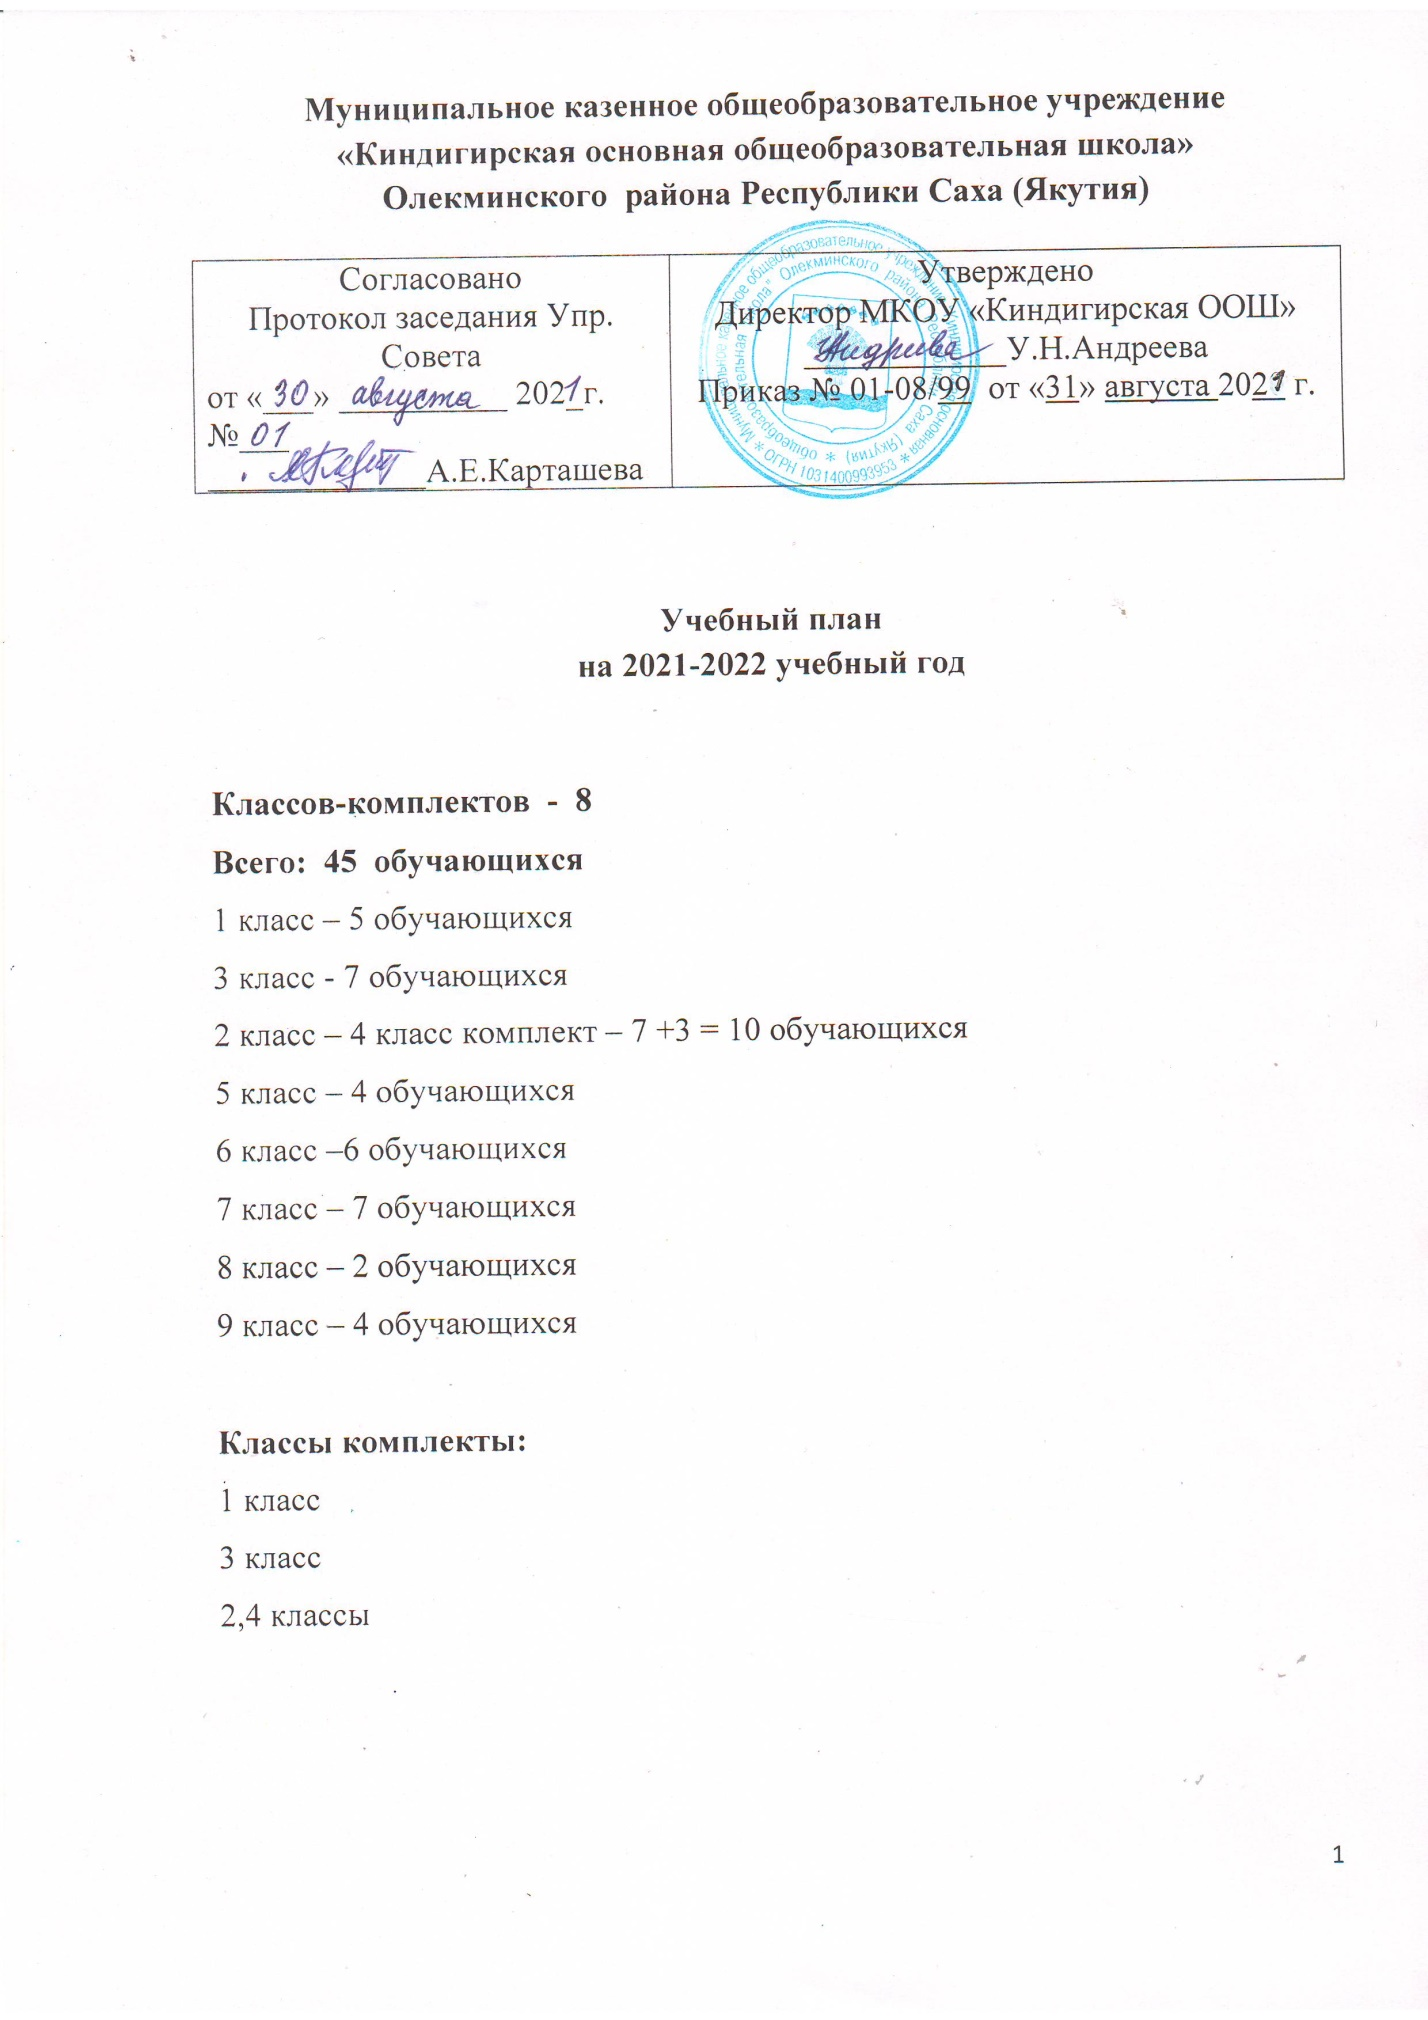 Муниципальное казенное общеобразовательное учреждение
«Киндигирская основная общеобразовательная школа»
Олекминского района Республики Саха (Якутия)
Согласовано
Протокол заседания Упр.
Совета
от «30» августа 2021г.
№ 01
А.Е.Карташева
Утверждено
Директор МКОУ «Киндигирская ООШ»
У.Н.Андреева
Приказ № 01-08/99 от «31» августа 2021 г.
ОГРН 1031400993953
Учебный план
на 2021-2022 учебный год
Классов-комплектов - 8
Всего: 45 обучающихся
1 класс – 5 обучающихся
3 класс - 7 обучающихся
2 класс – 4 класс комплект – 7 +3 = 10 обучающихся
5 класс – 4 обучающихся
6 класс –6 обучающихся
7 класс – 7 обучающихся
8 класс – 2 обучающихся
9 класс – 4 обучающихся
Классы комплекты:
1 класс
3 класс
2,4 классы
1